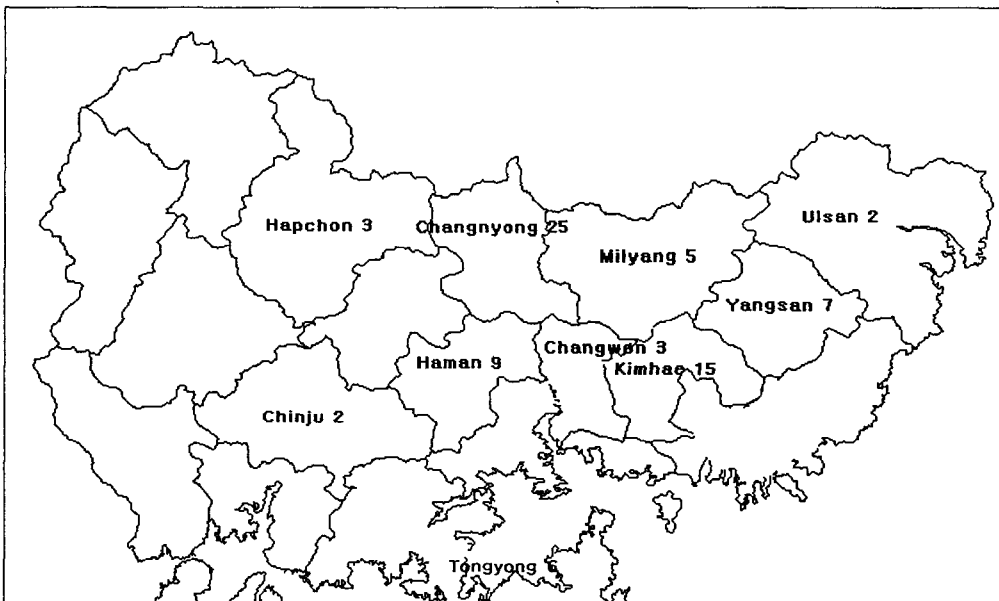 Hapchon 3
Changnyong 25
Ulsan 2
Milyang 5
Yangsan 7
Changwon 3
Haman 9
Kimhae 15
Chinju 2
Tongyong 6